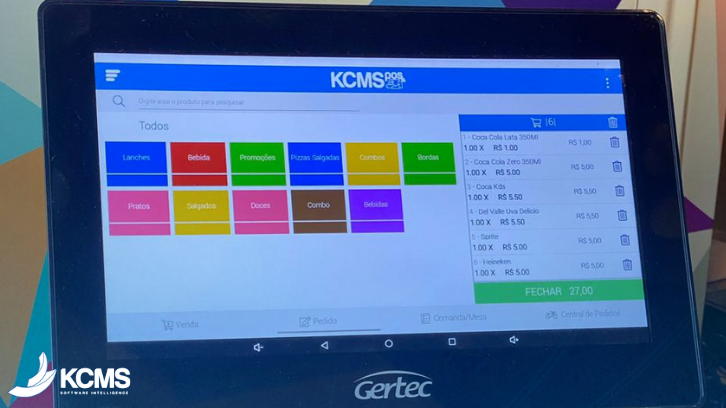 KCMS pos
Digite aqui o produto para pesquisar
Todos
Lanches
Bebida
Promoções
Pizzas Salgadas
Combos
Bordas
Pratos
Salgados
Doces
Combo
Bebidas
|6|
1 - Coca Cola Lata 350Ml
1.00 X R$ 1.00 R$ 1,00
2 - Coca Cola Zero 350Ml
1.00 X R$ 5.00 R$ 5,00
3 - Coca Kds
1.00 X R$ 5.50 R$ 5,50
4 - Del Valle Uva Delicio
1.00 X R$ 5.50 R$ 5,50
5 - Sprite
1.00 X R$ 5.00 R$ 5,00
6 - Heineken
1.00 X R$ 5.00 R$ 5,00
FECHAR 27,00
Venda
Pedido
Comanda/Mesa
Central de Pedidos
Gertec
KCMS
SOFTWARE INTELLIGENCE